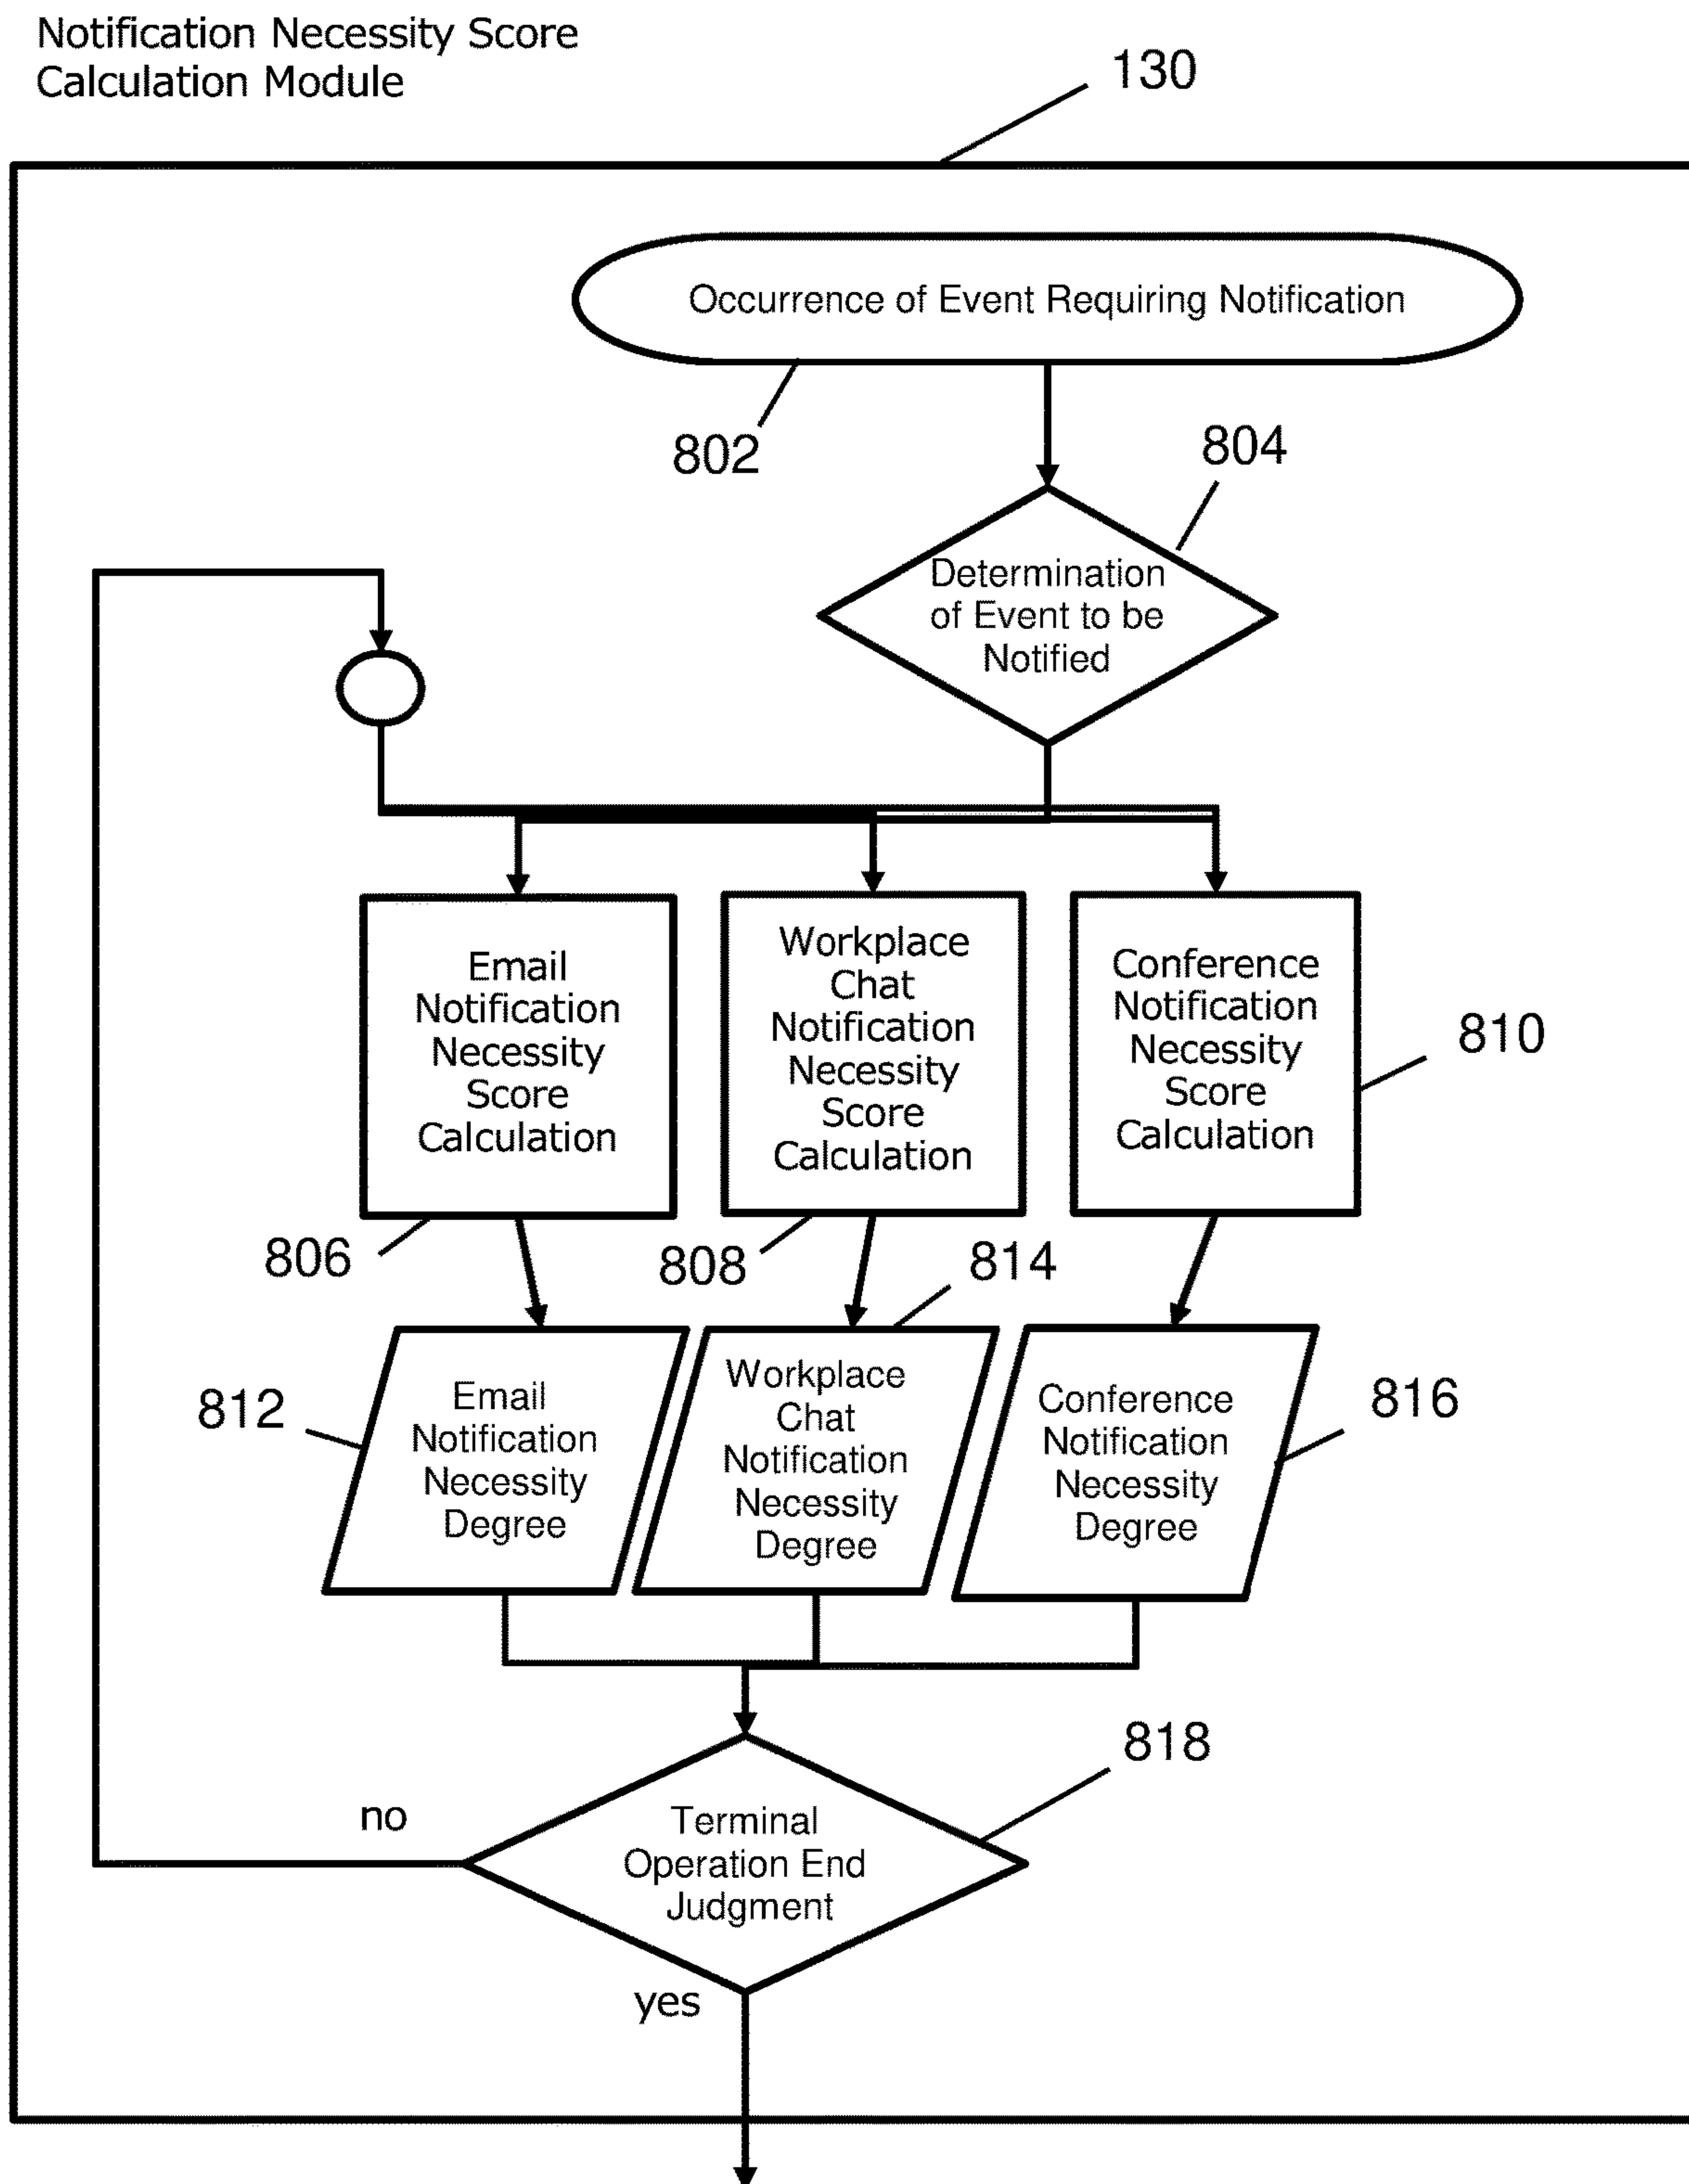 Notification Necessity Score
Calculation Module
130
Occurrence of Event Requiring Notification
802
804
Determination
of Event to be
Notified
Email
Notification
Necessity
Score
Calculation
Workplace
Chat
Notification
Necessity
Score
Calculation
Conference
Notification
Necessity
Score
Calculation
810
806
808
814
812
Email
Notification
Necessity
Degree
Workplace
Chat
Notification
Necessity
Degree
Conference
Notification
Necessity
Degree
816
818
no
Terminal
Operation End
Judgment
yes